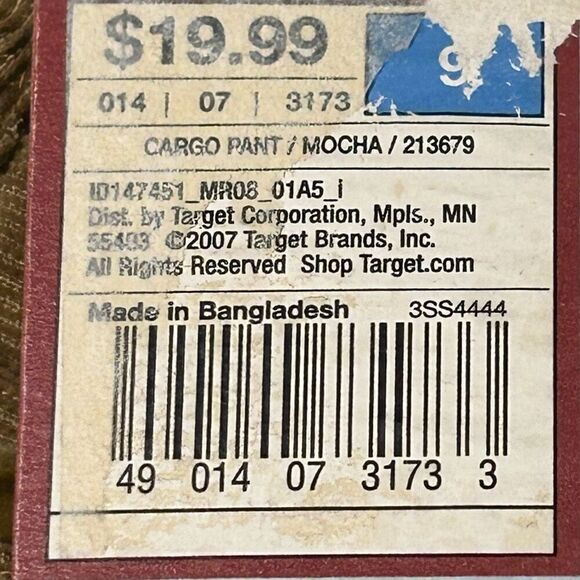 $19.99
014 | 07 | 3173
CARGO PANT / MOCHA / 213679
ID147451_MR08_01A5_i
Dist. by Target Corporation, Mpls., MN
55403 ©2007 Target Brands, Inc.
All Rights Reserved Shop Target.com
Made in Bangladesh 3SS4444
49 014 07 3173 3